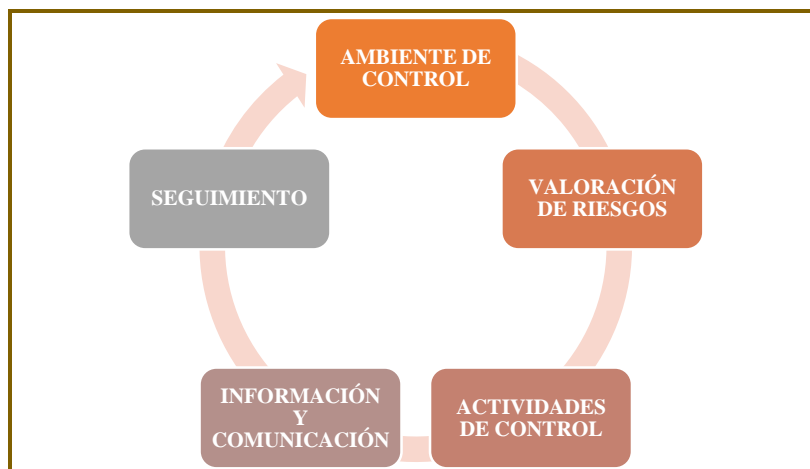 AMBIENTE DE
CONTROL
VALORACIÓN
DE RIESGOS
ACTIVIDADES
DE CONTROL
INFORMACIÓN
Y
COMUNICACIÓN
SEGUIMIENTO